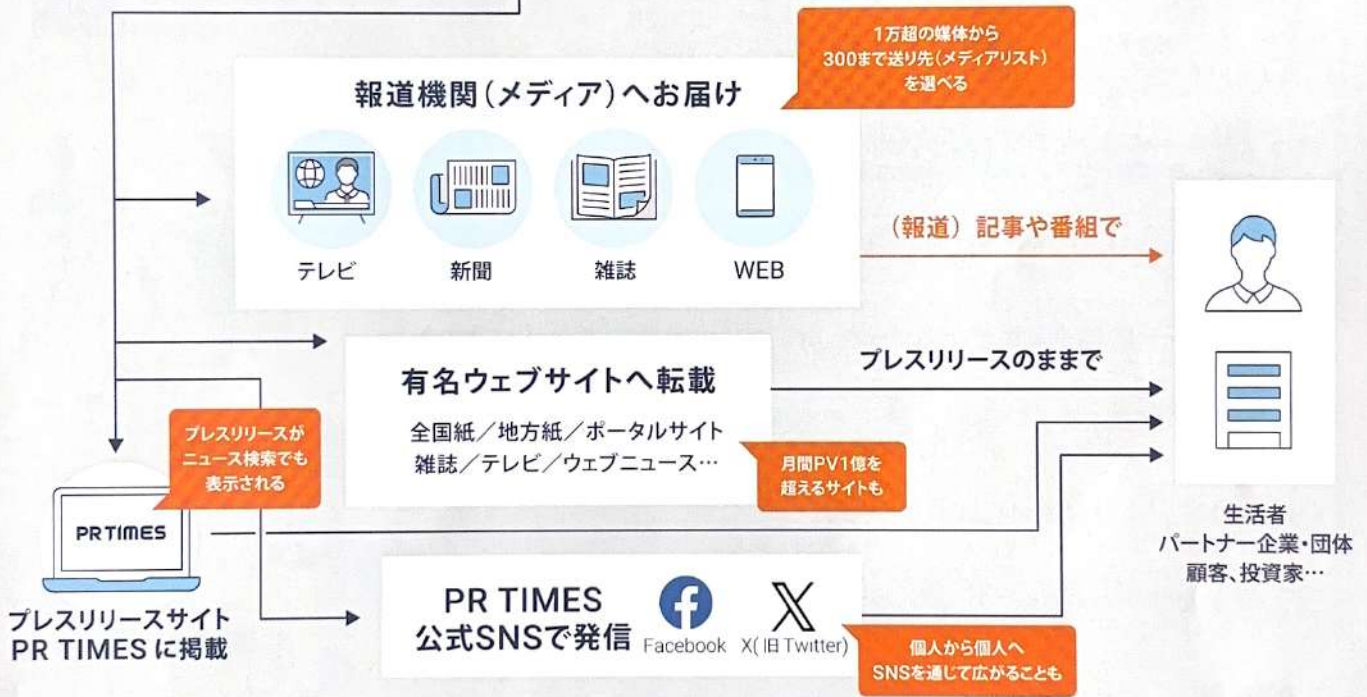 1万超の媒体から
300まで送り先(メディアリスト)
を選べる
報道機関(メディア)へお届け
テレビ
新聞
雑誌
WEB
(報道) 記事や番組で
有名ウェブサイトへ転載
全国紙/地方紙/ポータルサイト
雑誌/テレビ/ウェブニュース…
プレスリリースのままで
月間PV1億を
超えるサイトも
プレスリリースが
ニュース検索でも
表示される
PR TIMES
プレスリリースサイト
PR TIMES に掲載
PR TIMES
公式SNSで発信
Facebook
X(旧Twitter)
個人から個人へ
SNSを通じて広がることも
生活者
パートナー企業・団体
顧客、投資家…